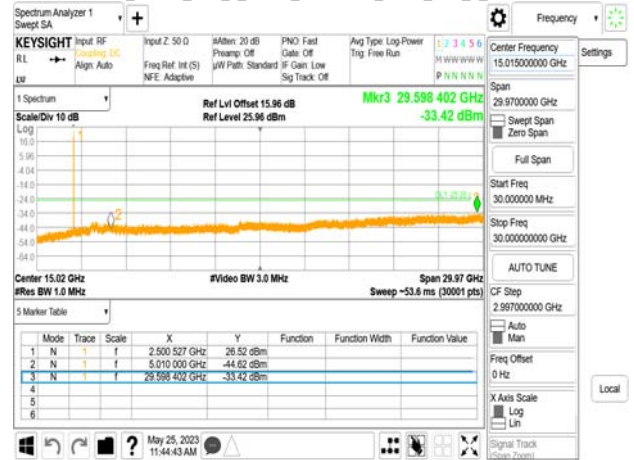 Spectrum Analyzer 1
Swept SA
+
Frequency
KEYSIGHT Input: RF Input Z: 50 Ω #Atten: 20 dB PNO: Fast Avg Type: Log-Power 1 2 3 4 5 6
RL Coupling: DC Preamp: Off Gate: Off Trig: Free Run M W W W W W
Align: Auto Freq Ref: Int (S) µW Path: Standard IF Gain: Low
NFE: Adaptive Sig Track: Off P N N N N N
LXI
1 Spectrum
Ref Lvl Offset 15.96 dB
Mkr3 29.598 402 GHz
Scale/Div 10 dB
Ref Level 25.96 dBm
-33.42 dBm
Log
16.0
5.96
-4.04
-14.0
-24.0
-34.0
-44.0
-54.0
-64.0
1
2
Center 15.02 GHz
#Video BW 3.0 MHz
Span 29.97 GHz
#Res BW 1.0 MHz
Sweep ~53.6 ms (30001 pts)
5 Marker Table
Mode Trace Scale X Y Function Function Width Function Value
1 N 1 f 2.500 527 GHz 26.52 dBm
2 N 1 f 5.010 000 GHz -44.62 dBm
3 N 1 f 29.598 402 GHz -33.42 dBm
4
5
6
?
May 25, 2023
11:44:43 AM
Center Frequency
15.015000000 GHz
Settings
Span
29.9700000 GHz
Swept Span
Zero Span
Full Span
Start Freq
30.000000 MHz
Stop Freq
30.000000000 GHz
AUTO TUNE
CF Step
2.997000000 GHz
Auto
Man
Freq Offset
0 Hz
X Axis Scale
Log
Lin
Local
Signal Track
(Span Zoom)